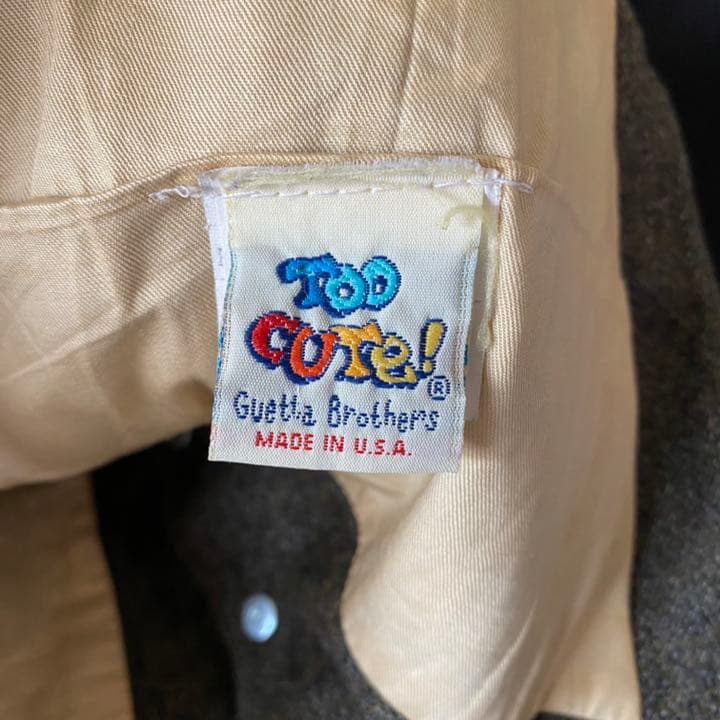 TOO
CUTE!®
Guetta Brothers
MADE IN U.S.A.